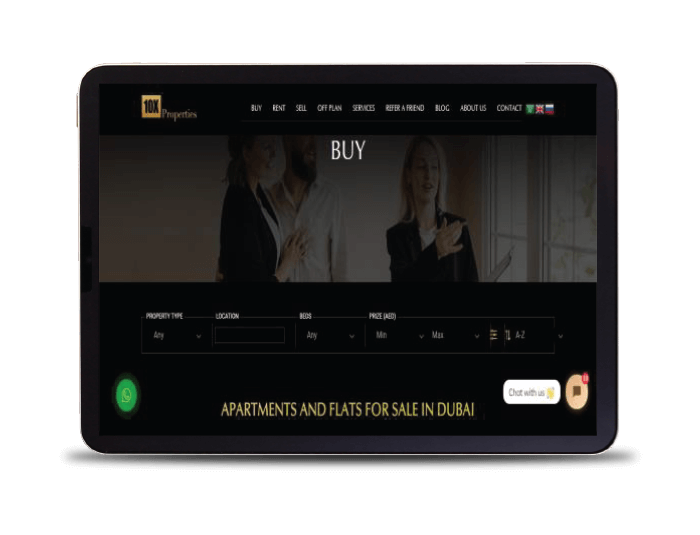 10X Properties
BUY RENT SELL OFF PLAN SERVICES REFER A FRIEND BLOG ABOUT US CONTACT
BUY
PROPERTY TYPE LOCATION BEDS PRIZE (AED)
Any Any Min Max A-Z
Chat with us
APARTMENTS AND FLATS FOR SALE IN DUBAI